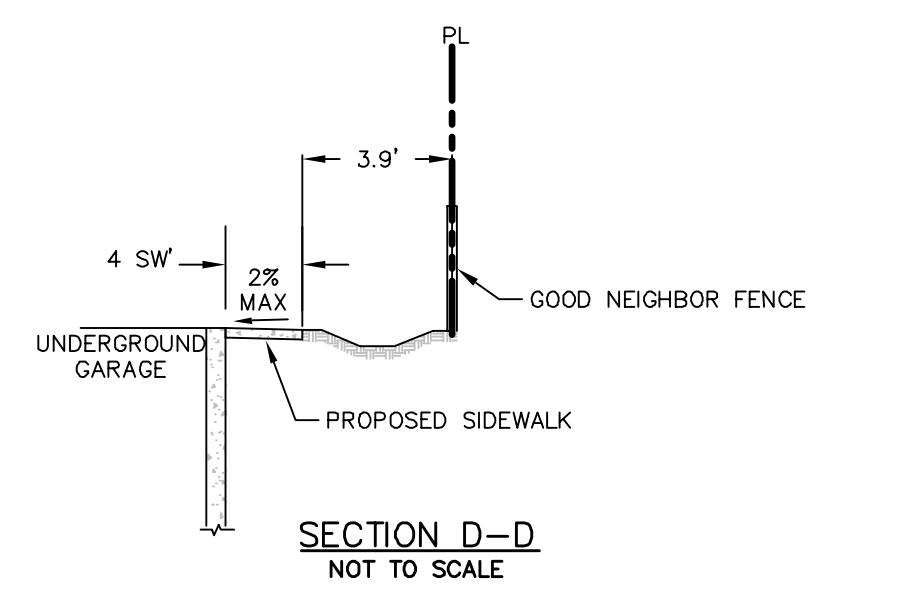 PL
3.9'
4 SW'
2%
MAX
GOOD NEIGHBOR FENCE
UNDERGROUND
GARAGE
PROPOSED SIDEWALK
SECTION D-D
NOT TO SCALE